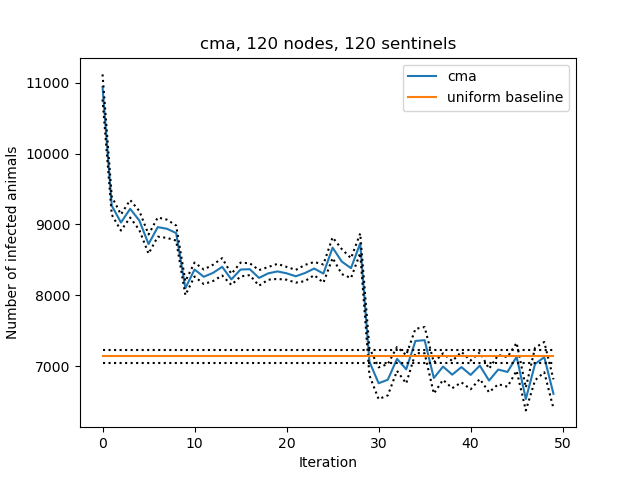 cma, 120 nodes, 120 sentinels
cma
uniform baseline
11000
10000
9000
8000
7000
Number of infected animals
0 10 20 30 40 50
Iteration